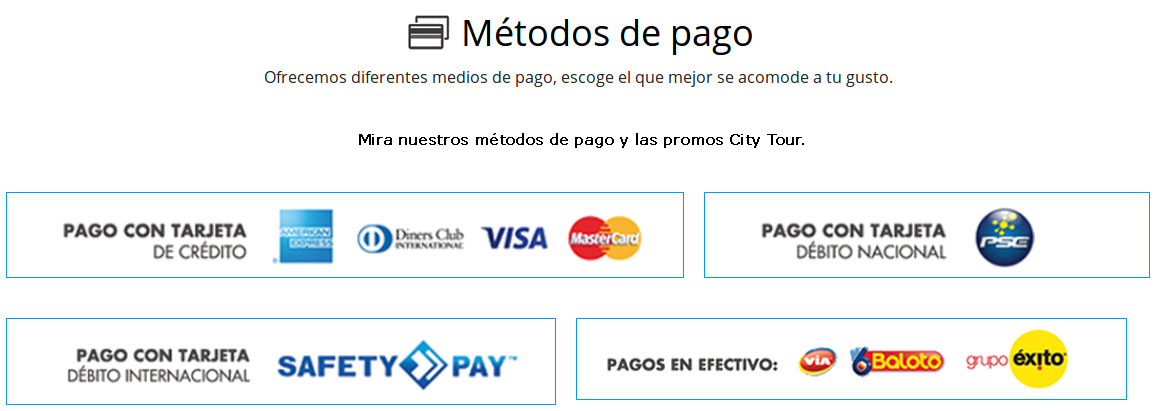 Métodos de pago
Ofrecemos diferentes medios de pago, escoge el que mejor se acomode a tu gusto.
Mira nuestros métodos de pago y las promos City Tour.
PAGO CON TARJETA
DE CRÉDITO
AMERICAN
EXPRESS
Diners Club
INTERNATIONAL
VISA
MasterCard
PAGO CON TARJETA
DÉBITO NACIONAL
PSE
PAGO CON TARJETA
DÉBITO INTERNACIONAL
SAFETY PAY™
PAGOS EN EFECTIVO:
VIA
Baloto
grupo éxito